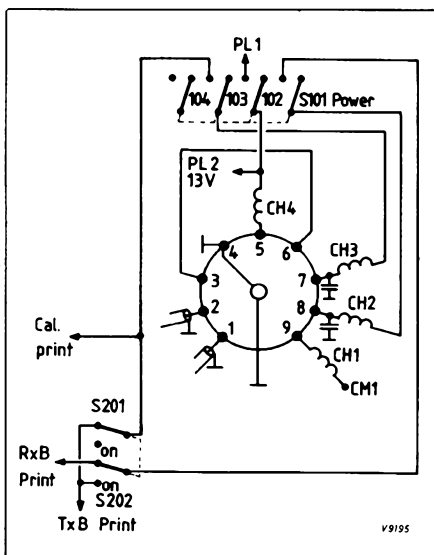 PL1
104
103
102
S101 Power
PL2
13V
CH4
4
5
6
3
7
CH3
2
8
CH2
1
9
CH1
CM1
Cal.
print
S201
on
RxB
Print
on
S202
TxB Print
V9195